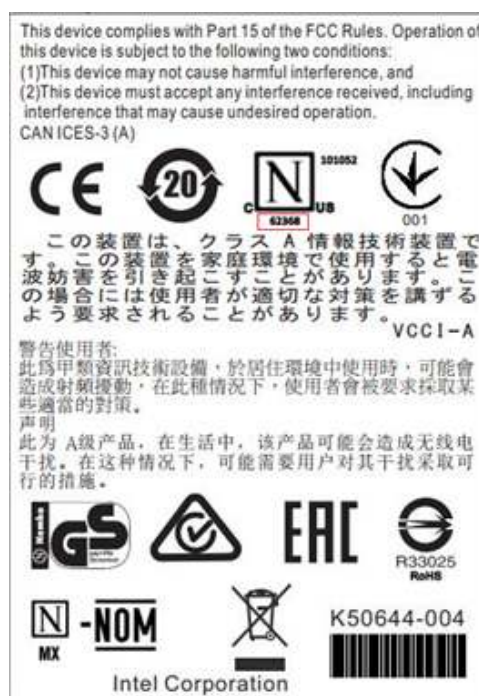 This device complies with Part 15 of the FCC Rules. Operation of
this device is subject to the following two conditions:
(1)This device may not cause harmful interference, and
(2)This device must accept any interference received, including
interference that may cause undesired operation.
CAN ICES-3 (A)
CE 20 N 101052
C US
62368
001
この装置は、クラス A 情報技術装置で
す。この装置を家庭環境で使用すると電
波妨害を引き起こすことがあります。こ
の場合には使用者が適切な対策を講ずる
よう要求されることがあります。
VCCI-A
警告使用者:
此爲甲類資訊技術設備，於居住環境中使用時，可能會
造成射頻擾動，在此種情況下，使用者會被要求採取某
些適當的對策。
声明
此为 A级产品，在生活中，该产品可能会造成无线电
干扰。在这种情况下，可能需要用户对其干扰采取可
行的措施。
Nemko GS EAC
R33025
RoHS
N -NOM
MX
K50644-004
Intel Corporation